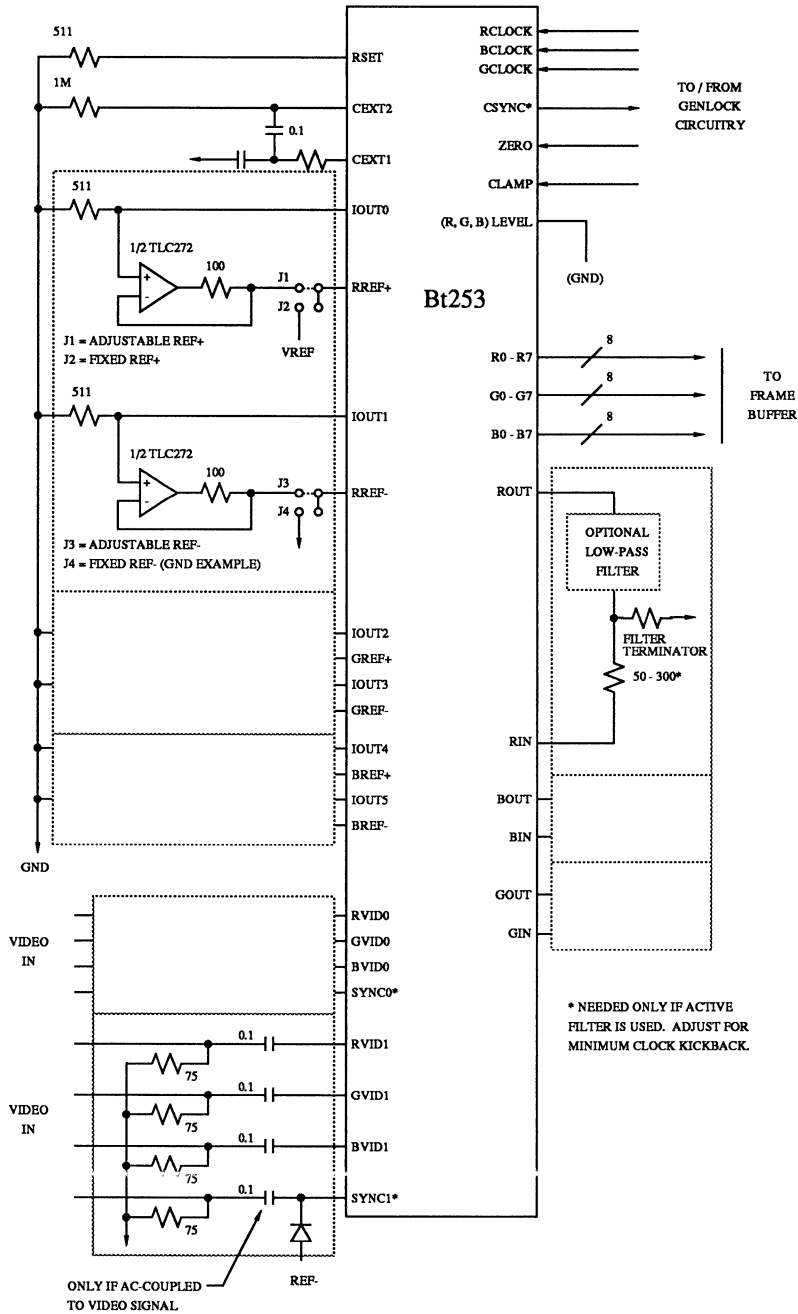 511
RSET
1M
CEXT2
0.1
CEXT1
511
IOUT0
1/2 TLC272
100
+
-
J1
RREF+
J2
VREF
J1 = ADJUSTABLE REF+
J2 = FIXED REF+
511
IOUT1
1/2 TLC272
100
+
-
J3
RREF-
J4
J3 = ADJUSTABLE REF-
J4 = FIXED REF- (GND EXAMPLE)
IOUT2
GREF+
IOUT3
GREF-
IOUT4
BREF+
IOUT5
BREF-
GND
VIDEO
IN
RVID0
GVID0
BVID0
SYNC0*
VIDEO
IN
0.1
RVID1
75
0.1
GVID1
75
0.1
BVID1
75
0.1
SYNC1*
75
REF-
ONLY IF AC-COUPLED
TO VIDEO SIGNAL
Bt253
RCLOCK
BCLOCK
GCLOCK
CSYNC*
ZERO
CLAMP
TO / FROM
GENLOCK
CIRCUITRY
(R, G, B) LEVEL
(GND)
R0 - R7
8
G0 - G7
8
B0 - B7
8
TO
FRAME
BUFFER
ROUT
OPTIONAL
LOW-PASS
FILTER
FILTER
TERMINATOR
50 - 300*
RIN
BOUT
BIN
GOUT
GIN
* NEEDED ONLY IF ACTIVE
FILTER IS USED. ADJUST FOR
MINIMUM CLOCK KICKBACK.